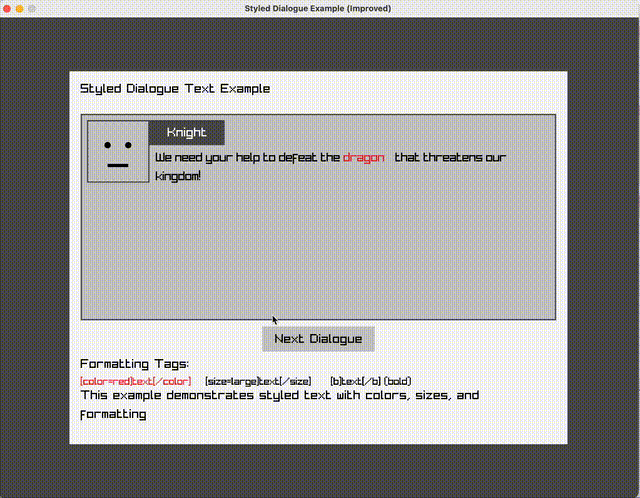 Styled Dialogue Example (Improved)
Styled Dialogue Text Example
Knight
We need your help to defeat the dragon that threatens our
kingdom!
Next Dialogue
Formatting Tags:
[color=red]text[/color] [size=large]text[/size] [b]text[/b] (bold)
This example demonstrates styled text with colors, sizes, and
formatting